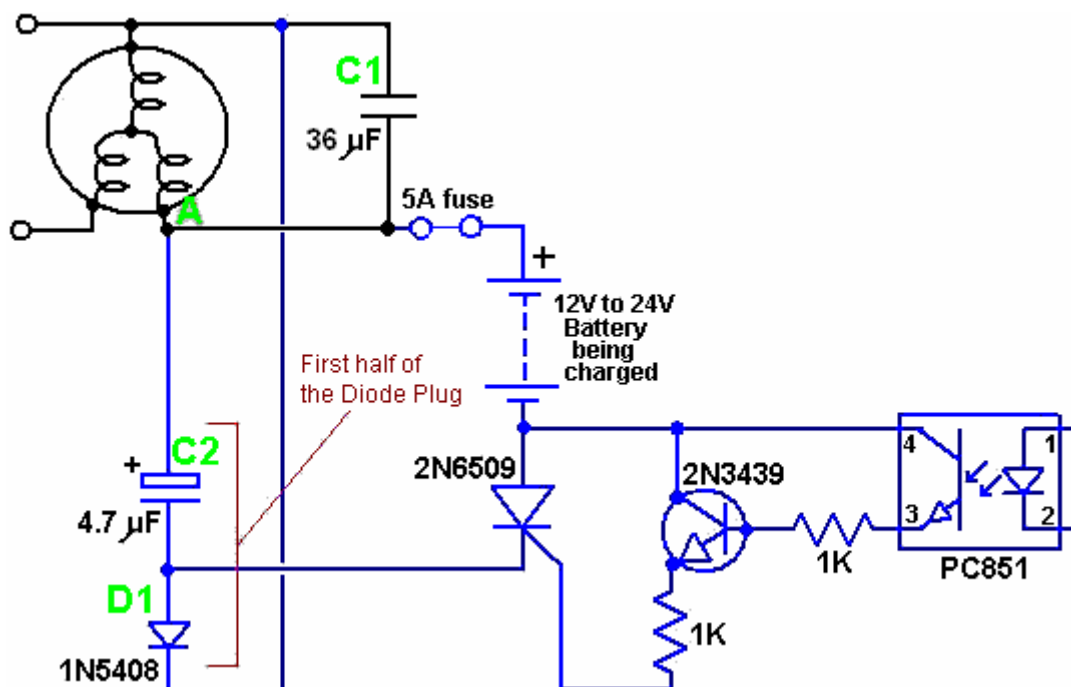 C1
36 µF
A
5A fuse
+
12V to 24V
Battery
being
charged
First half of
the Diode Plug
C2
+
4.7 µF
2N6509
2N3439
4
1
3
2
1K
PC851
D1
1K
1N5408